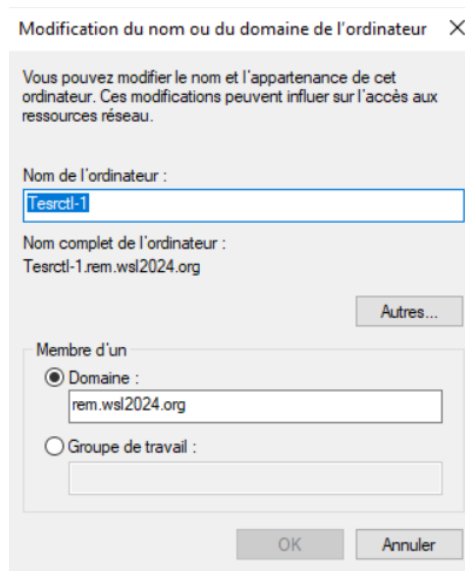 Modification du nom ou du domaine de l'ordinateur
Vous pouvez modifier le nom et l'appartenance de cet
ordinateur. Ces modifications peuvent influer sur l'accès aux
ressources réseau.
Nom de l'ordinateur :
Tesrctl-1
Nom complet de l'ordinateur :
Tesrctl-1.rem.wsl2024.org
Autres...
Membre d'un
Domaine :
rem.wsl2024.org
Groupe de travail :
OK
Annuler